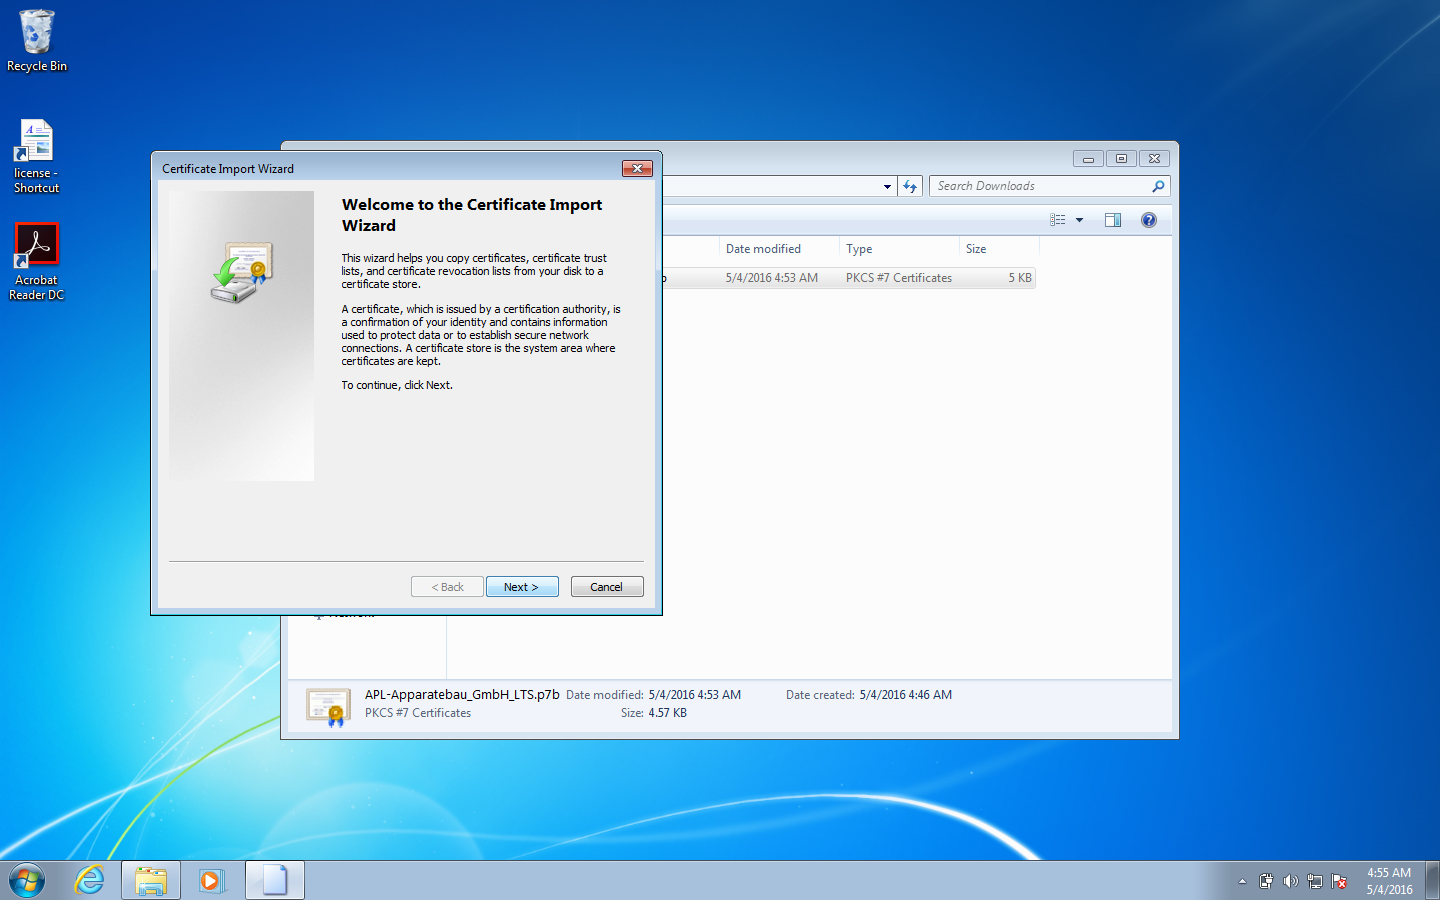 Recycle Bin
license -
Shortcut
Acrobat
Reader DC
Certificate Import Wizard
Welcome to the Certificate Import
Wizard
This wizard helps you copy certificates, certificate trust
lists, and certificate revocation lists from your disk to a
certificate store.
A certificate, which is issued by a certification authority, is
a confirmation of your identity and contains information
used to protect data or to establish secure network
connections. A certificate store is the system area where
certificates are kept.
To continue, click Next.
< Back
Next >
Cancel
Search Downloads
Date modified
Type
Size
5/4/2016 4:53 AM
PKCS #7 Certificates
5 KB
APL-Apparatebau_GmbH_LTS.p7b
Date modified: 5/4/2016 4:53 AM
Date created: 5/4/2016 4:46 AM
PKCS #7 Certificates
Size: 4.57 KB
4:55 AM
5/4/2016